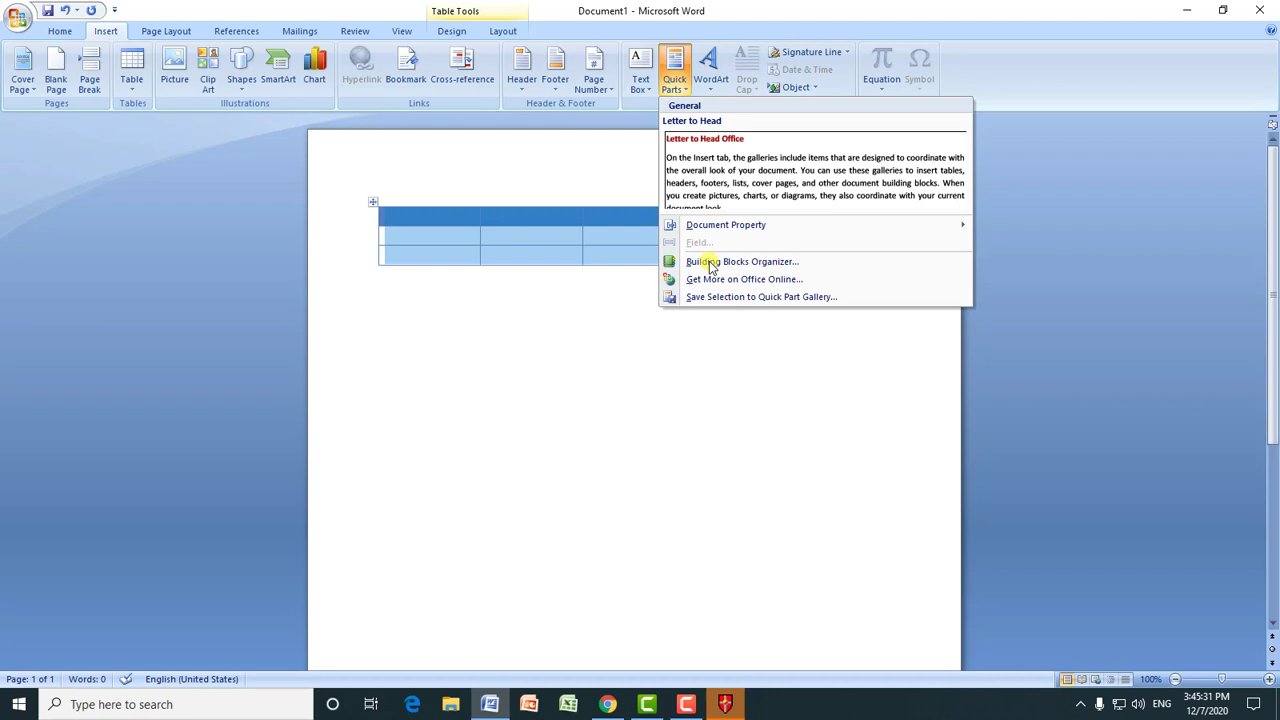 Table Tools
Document1 - Microsoft Word
Home Insert Page Layout References Mailings Review View Design Layout
Cover Page
Blank Page
Page Break
Table
Picture
Clip Art
Shapes
SmartArt
Chart
Hyperlink
Bookmark
Cross-reference
Header
Footer
Page Number
Text Box
Quick Parts
WordArt
Drop Cap
Signature Line
Date & Time
Object
Equation
Symbol
Pages Tables Illustrations Links Header & Footer
General
Letter to Head
Letter to Head Office
On the Insert tab, the galleries include items that are designed to coordinate with
the overall look of your document. You can use these galleries to insert tables,
headers, footers, lists, cover pages, and other document building blocks. When
you create pictures, charts, or diagrams, they also coordinate with your current
document look.
Document Property
Field...
Building Blocks Organizer...
Get More on Office Online...
Save Selection to Quick Part Gallery...
Page: 1 of 1 Words: 0 English (United States) 100%
Type here to search
ENG
3:45:31 PM
12/7/2020